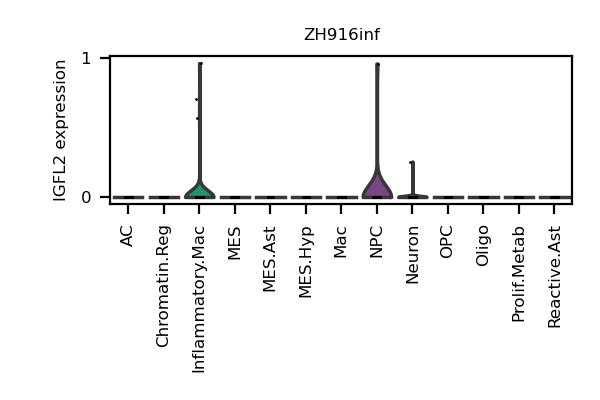 ZH916inf
IGFL2 expression
1
0
AC
Chromatin.Reg
Inflammatory.Mac
MES
MES.Ast
MES.Hyp
Mac
NPC
Neuron
OPC
Oligo
Prolif.Metab
Reactive.Ast